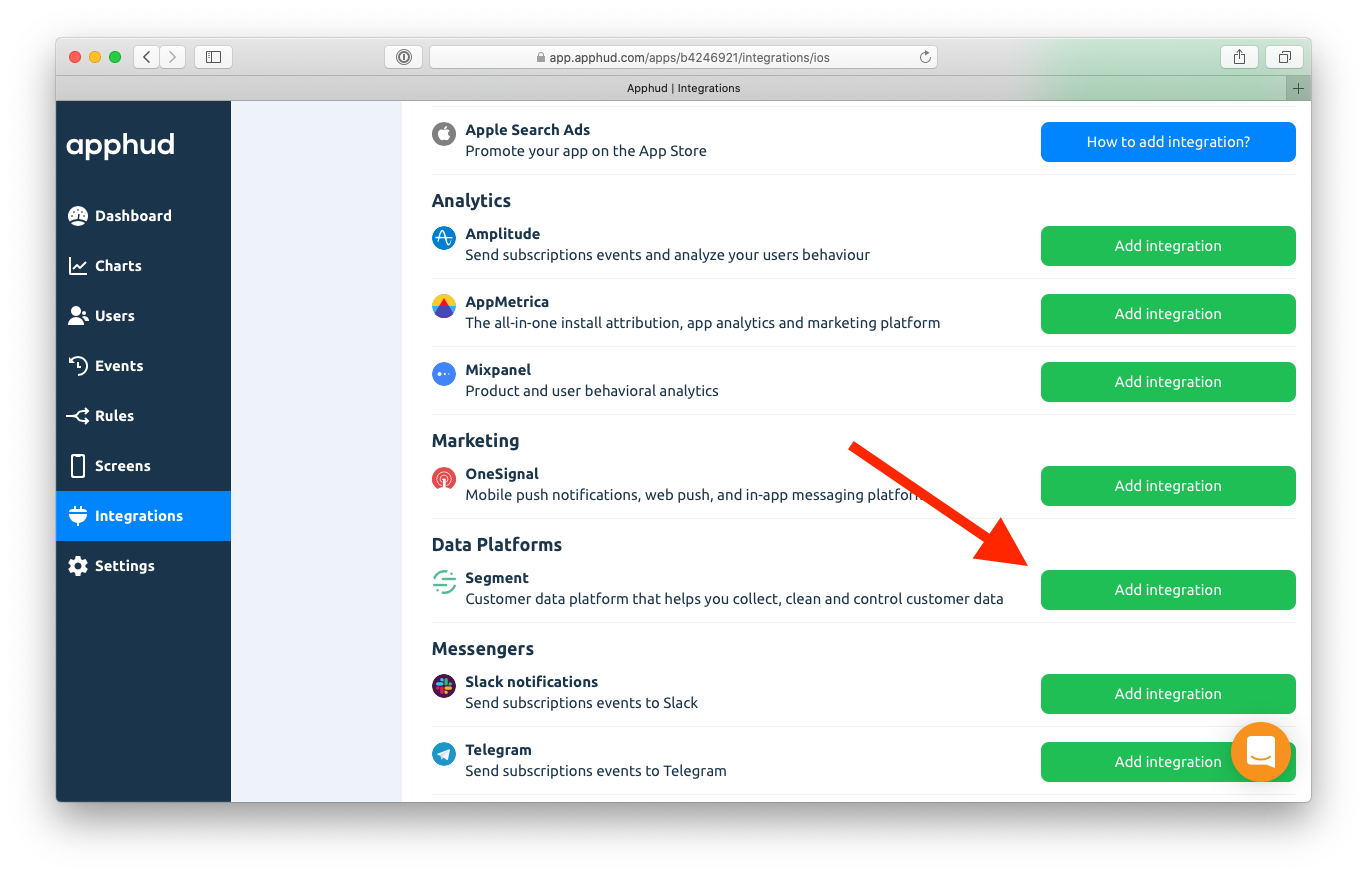 app.apphud.com/apps/b4246921/integrations/ios
Apphud | Integrations
apphud
Dashboard
Charts
Users
Events
Rules
Screens
Integrations
Settings
Apple Search Ads
Promote your app on the App Store
How to add integration?
Analytics
Amplitude
Send subscriptions events and analyze your users behaviour
Add integration
AppMetrica
The all-in-one install attribution, app analytics and marketing platform
Add integration
Mixpanel
Product and user behavioral analytics
Add integration
Marketing
OneSignal
Mobile push notifications, web push, and in-app messaging platform
Add integration
Data Platforms
Segment
Customer data platform that helps you collect, clean and control customer data
Add integration
Messengers
Slack notifications
Send subscriptions events to Slack
Add integration
Telegram
Send subscriptions events to Telegram
Add integration